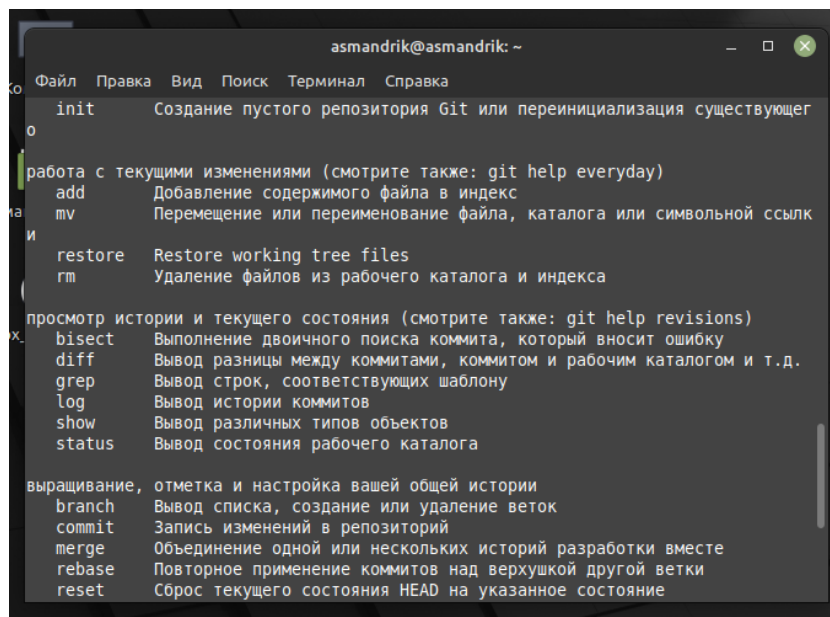 asmandrik@asmandrik: ~
Файл Правка Вид Поиск Терминал Справка
init Создание пустого репозитория Git или переинициализация существующег
о
работа с текущими изменениями (смотрите также: git help everyday)
add Добавление содержимого файла в индекс
mv Перемещение или переименование файла, каталога или символьной ссылк
и
restore Restore working tree files
rm Удаление файлов из рабочего каталога и индекса
просмотр истории и текущего состояния (смотрите также: git help revisions)
bisect Выполнение двоичного поиска коммита, который вносит ошибку
diff Вывод разницы между коммитами, коммитом и рабочим каталогом и т.д.
grep Вывод строк, соответствующих шаблону
log Вывод истории коммитов
show Вывод различных типов объектов
status Вывод состояния рабочего каталога
выращивание, отметка и настройка вашей общей истории
branch Вывод списка, создание или удаление веток
commit Запись изменений в репозиторий
merge Объединение одной или нескольких историй разработки вместе
rebase Повторное применение коммитов над верхушкой другой ветки
reset Сброс текущего состояния HEAD на указанное состояние